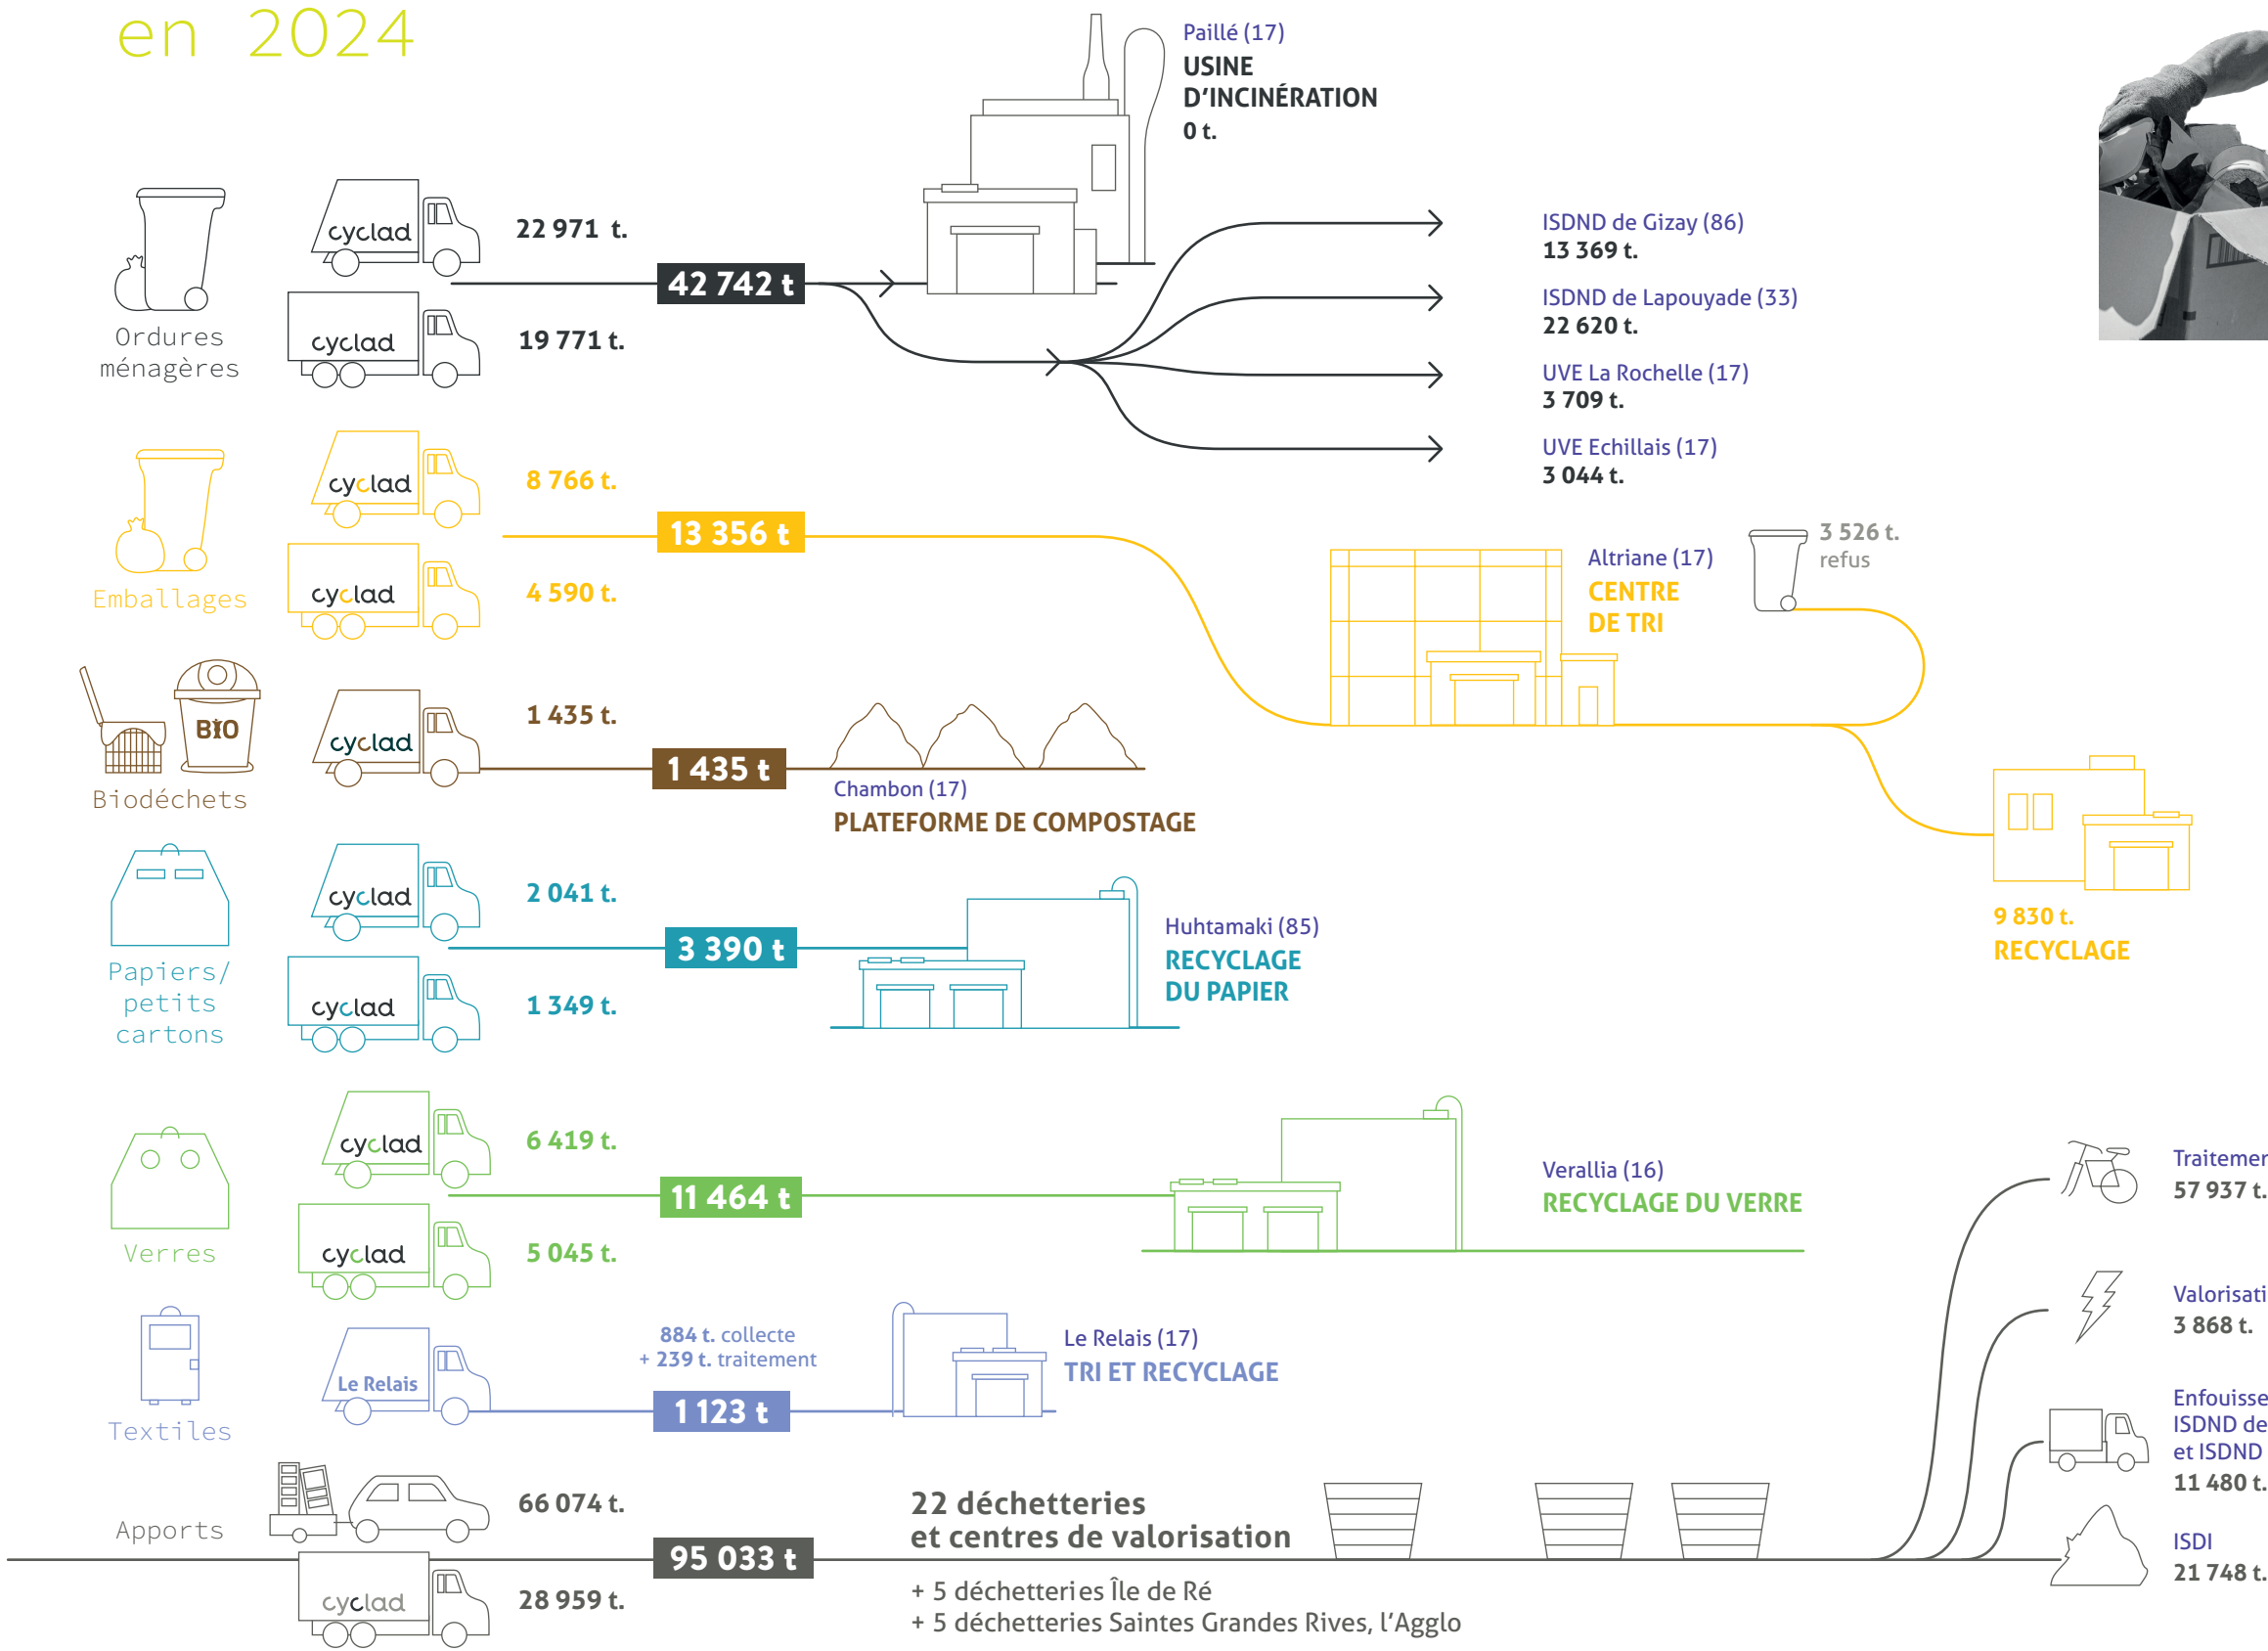 en 2024
Paillé (17)
USINE
D'INCINÉRATION
0 t.
cyclad
22 971 t.
42 742 t
cyclad
19 771 t.
Ordures
ménagères
ISDND de Gizay (86)
13 369 t.
ISDND de Lapouyade (33)
22 620 t.
UVE La Rochelle (17)
3 709 t.
UVE Echillais (17)
3 044 t.
cyclad
8 766 t.
13 356 t
cyclad
4 590 t.
Emballages
Altriane (17)
CENTRE
DE TRI
3 526 t.
refus
9 830 t.
RECYCLAGE
BIO
cyclad
1 435 t.
1 435 t
Biodéchets
Chambon (17)
PLATEFORME DE COMPOSTAGE
cyclad
2 041 t.
3 390 t
cyclad
1 349 t.
Papiers/
petits
cartons
Huhtamaki (85)
RECYCLAGE
DU PAPIER
cyclad
6 419 t.
11 464 t
cyclad
5 045 t.
Verres
Verallia (16)
RECYCLAGE DU VERRE
Le Relais
884 t. collecte
+ 239 t. traitement
1 123 t
Textiles
Le Relais (17)
TRI ET RECYCLAGE
Apports
66 074 t.
95 033 t
cyclad
28 959 t.
22 déchetteries
et centres de valorisation
+ 5 déchetteries Île de Ré
+ 5 déchetteries Saintes Grandes Rives, l'Agglo
Traitemen
57 937 t.
Valorisati
3 868 t.
Enfouisse
ISDND de
et ISDND
11 480 t.
ISDI
21 748 t.